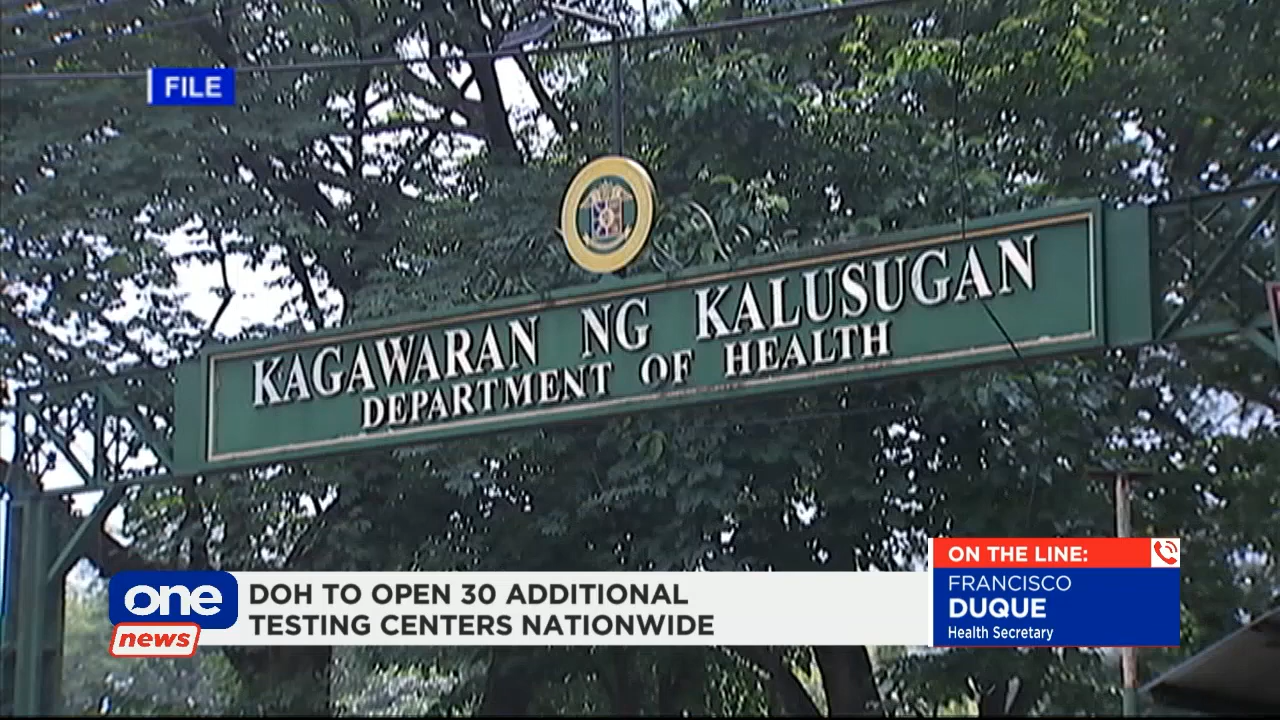 FILE
KAGAWARAN NG KALUSUGAN
DEPARTMENT OF HEALTH
ON THE LINE:
FRANCISCO
DUQUE
Health Secretary
one
news
DOH TO OPEN 30 ADDITIONAL
TESTING CENTERS NATIONWIDE